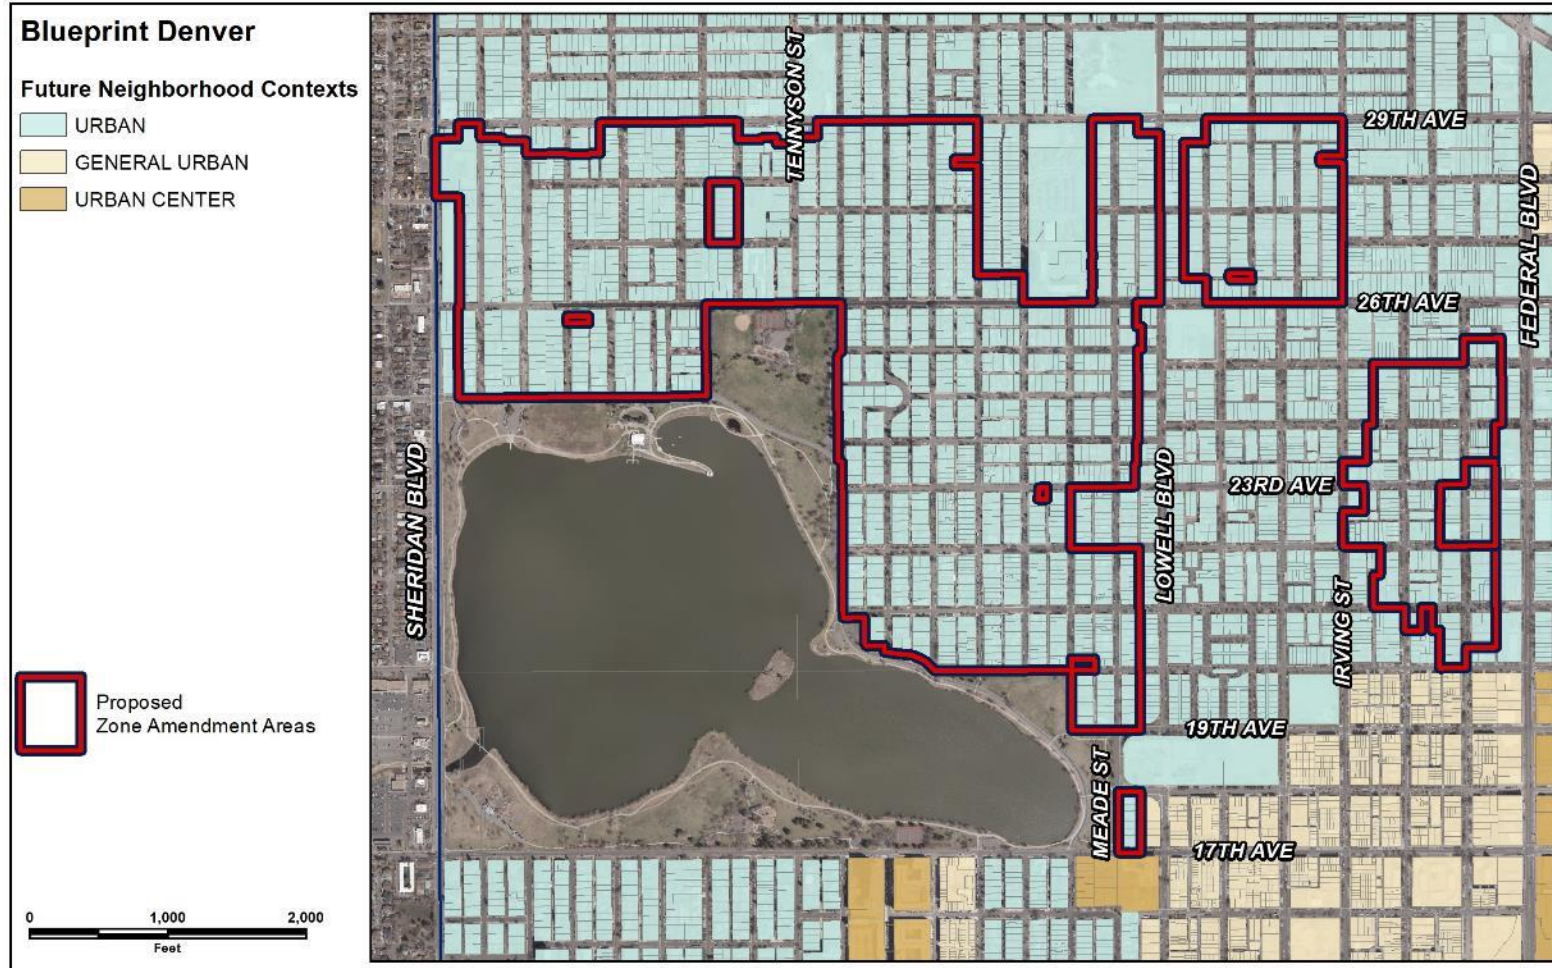 Blueprint Denver
Future Neighborhood Contexts
URBAN
GENERAL URBAN
URBAN CENTER
Proposed
Zone Amendment Areas
0 1,000 2,000
Feet
TENNYSON ST
29TH AVE
FEDERAL BLVD
26TH AVE
SHERIDAN BLVD
LOWELL BLVD
23RD AVE
IRVING ST
19TH AVE
MEADE ST
17TH AVE